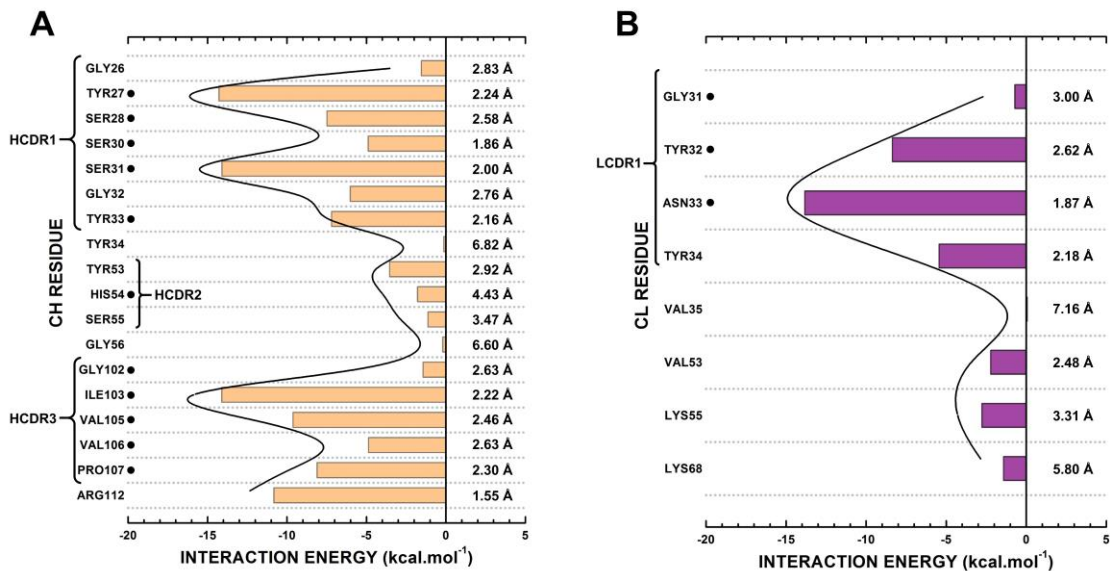 A
HCDR1
HCDR2
HCDR3
CH RESIDUE
GLY26 2.83 Å
TYR27 • 2.24 Å
SER28 • 2.58 Å
SER30 • 1.86 Å
SER31 • 2.00 Å
GLY32 2.76 Å
TYR33 • 2.16 Å
TYR34 6.82 Å
TYR53 2.92 Å
HIS54 • 4.43 Å
SER55 3.47 Å
GLY56 6.60 Å
GLY102 • 2.63 Å
ILE103 • 2.22 Å
VAL105 • 2.46 Å
VAL106 • 2.63 Å
PRO107 • 2.30 Å
ARG112 1.55 Å
-20 -15 -10 -5 0 5
INTERACTION ENERGY (kcal.mol⁻¹)
B
LCDR1
CL RESIDUE
GLY31 • 3.00 Å
TYR32 • 2.62 Å
ASN33 • 1.87 Å
TYR34 2.18 Å
VAL35 7.16 Å
VAL53 2.48 Å
LYS55 3.31 Å
LYS68 5.80 Å
-20 -15 -10 -5 0 5
INTERACTION ENERGY (kcal.mol⁻¹)